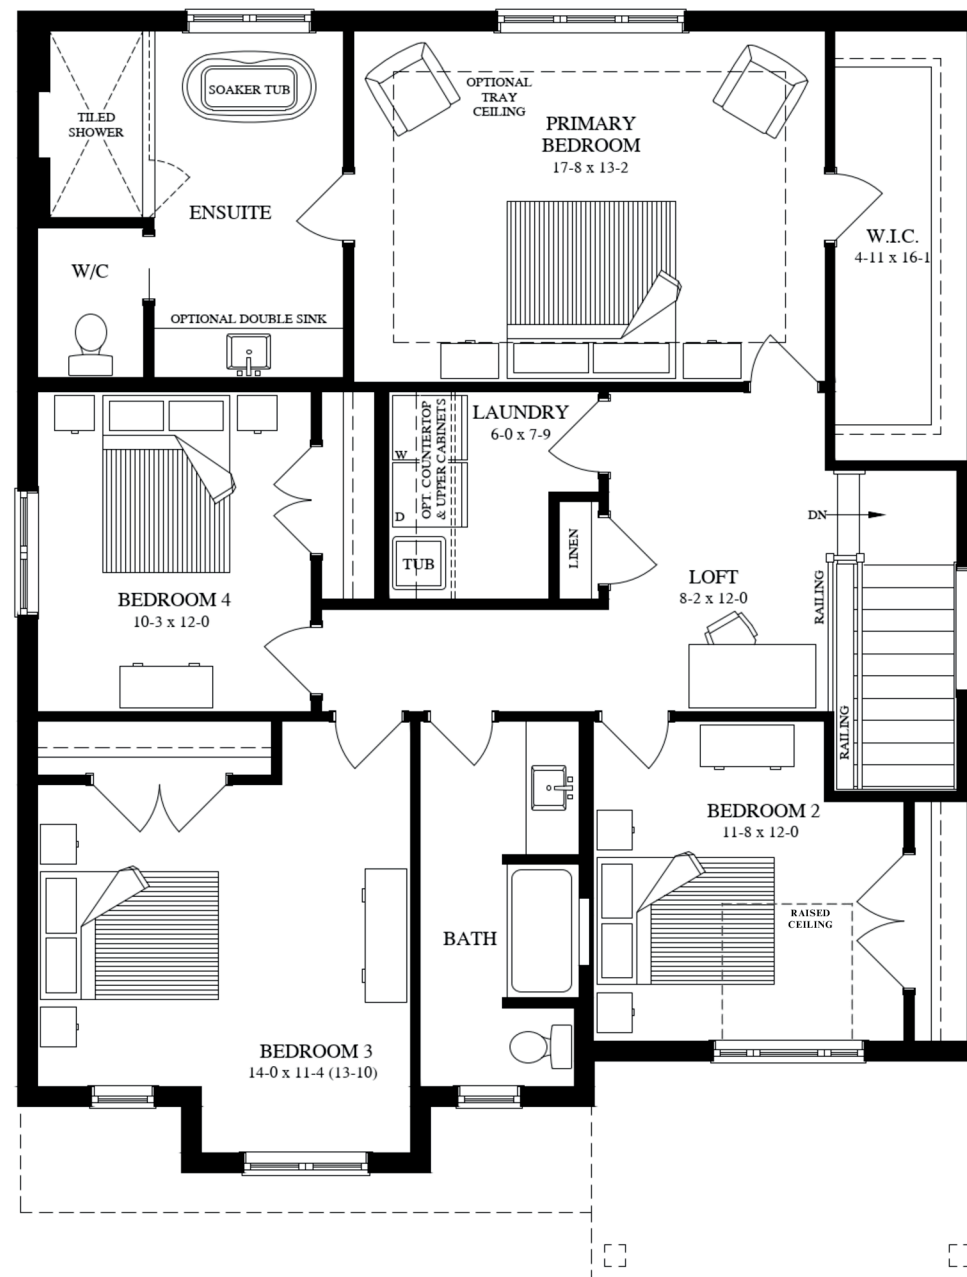 TILED
SHOWER
SOAKER TUB
ENSUITE
OPTIONAL
TRAY
CEILING
PRIMARY
BEDROOM
17-8 x 13-2
W.I.C.
4-11 x 16-1
W/C
OPTIONAL DOUBLE SINK
LAUNDRY
6-0 x 7-9
OPT. COUNTERTOP
& UPPER CABINETS
W
D
TUB
LINEN
DN
LOFT
8-2 x 12-0
RAILING
RAILING
BEDROOM 4
10-3 x 12-0
BEDROOM 2
11-8 x 12-0
RAISED
CEILING
BATH
BEDROOM 3
14-0 x 11-4 (13-10)